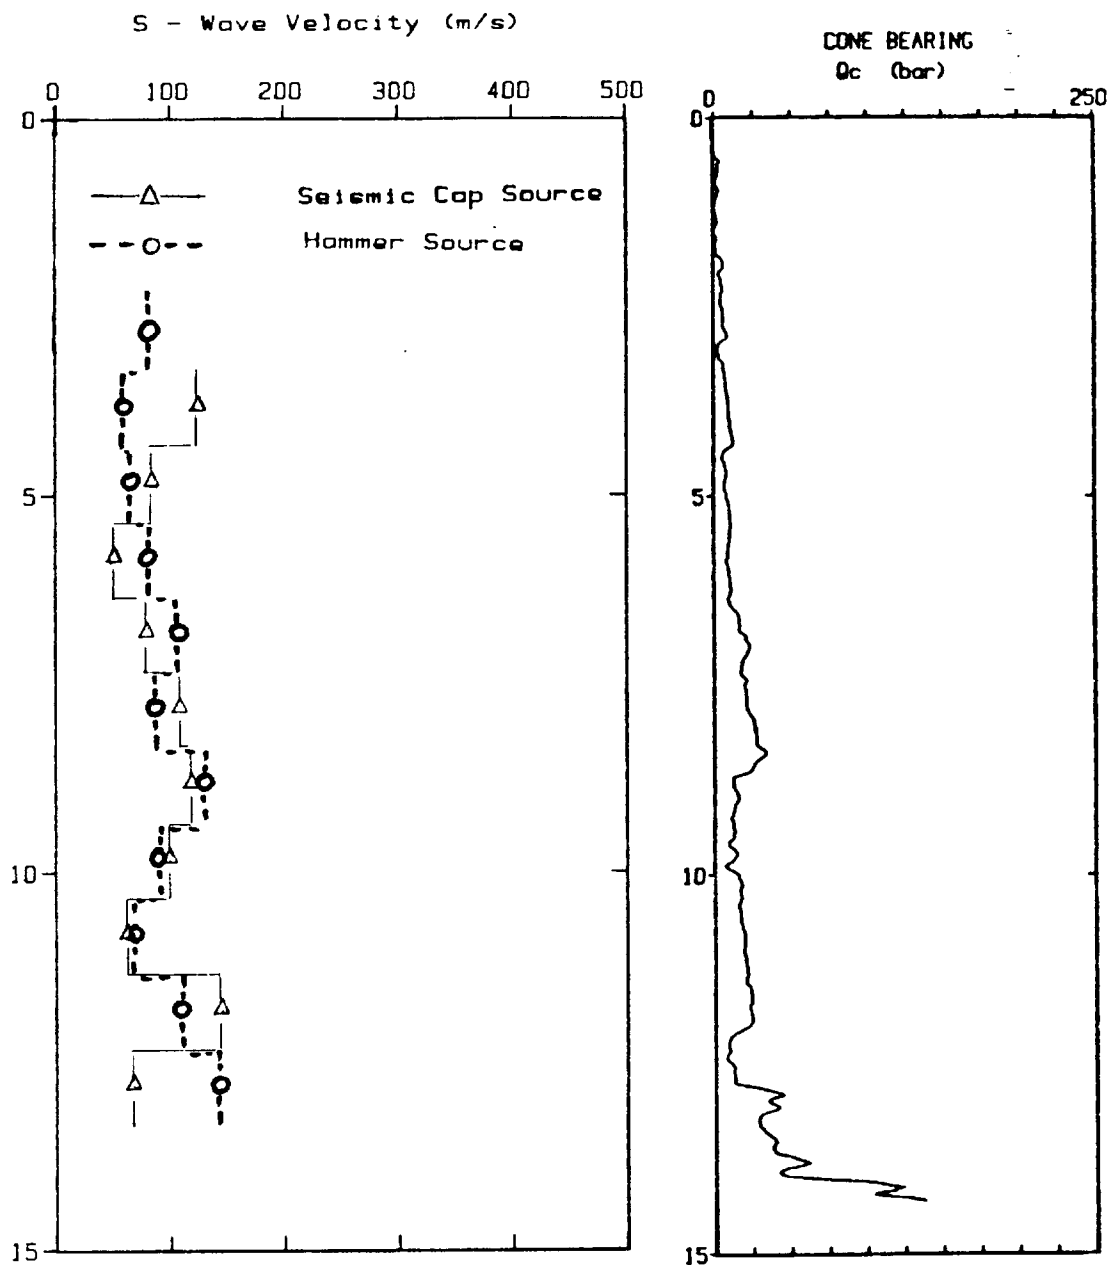 S - Wave Velocity (m/s)
0 100 200 300 400 500
0
Seismic Cap Source
Hammer Source
5
10
15
CONE BEARING
Qc (bar)
0 250
0
5
10
15